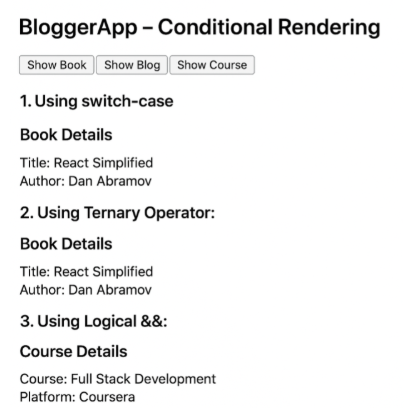 BloggerApp – Conditional Rendering
Show Book Show Blog Show Course
1. Using switch-case
Book Details
Title: React Simplified
Author: Dan Abramov
2. Using Ternary Operator:
Book Details
Title: React Simplified
Author: Dan Abramov
3. Using Logical &&:
Course Details
Course: Full Stack Development
Platform: Coursera